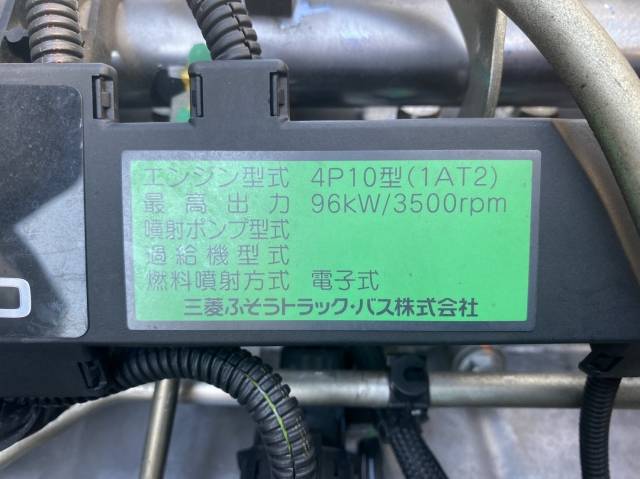 エンジン型式 4P10型(1AT2)
最高出力 96kW/3500rpm
噴射ポンプ型式
過給機型式
燃料噴射方式 電子式
三菱ふそうトラック・バス株式会社